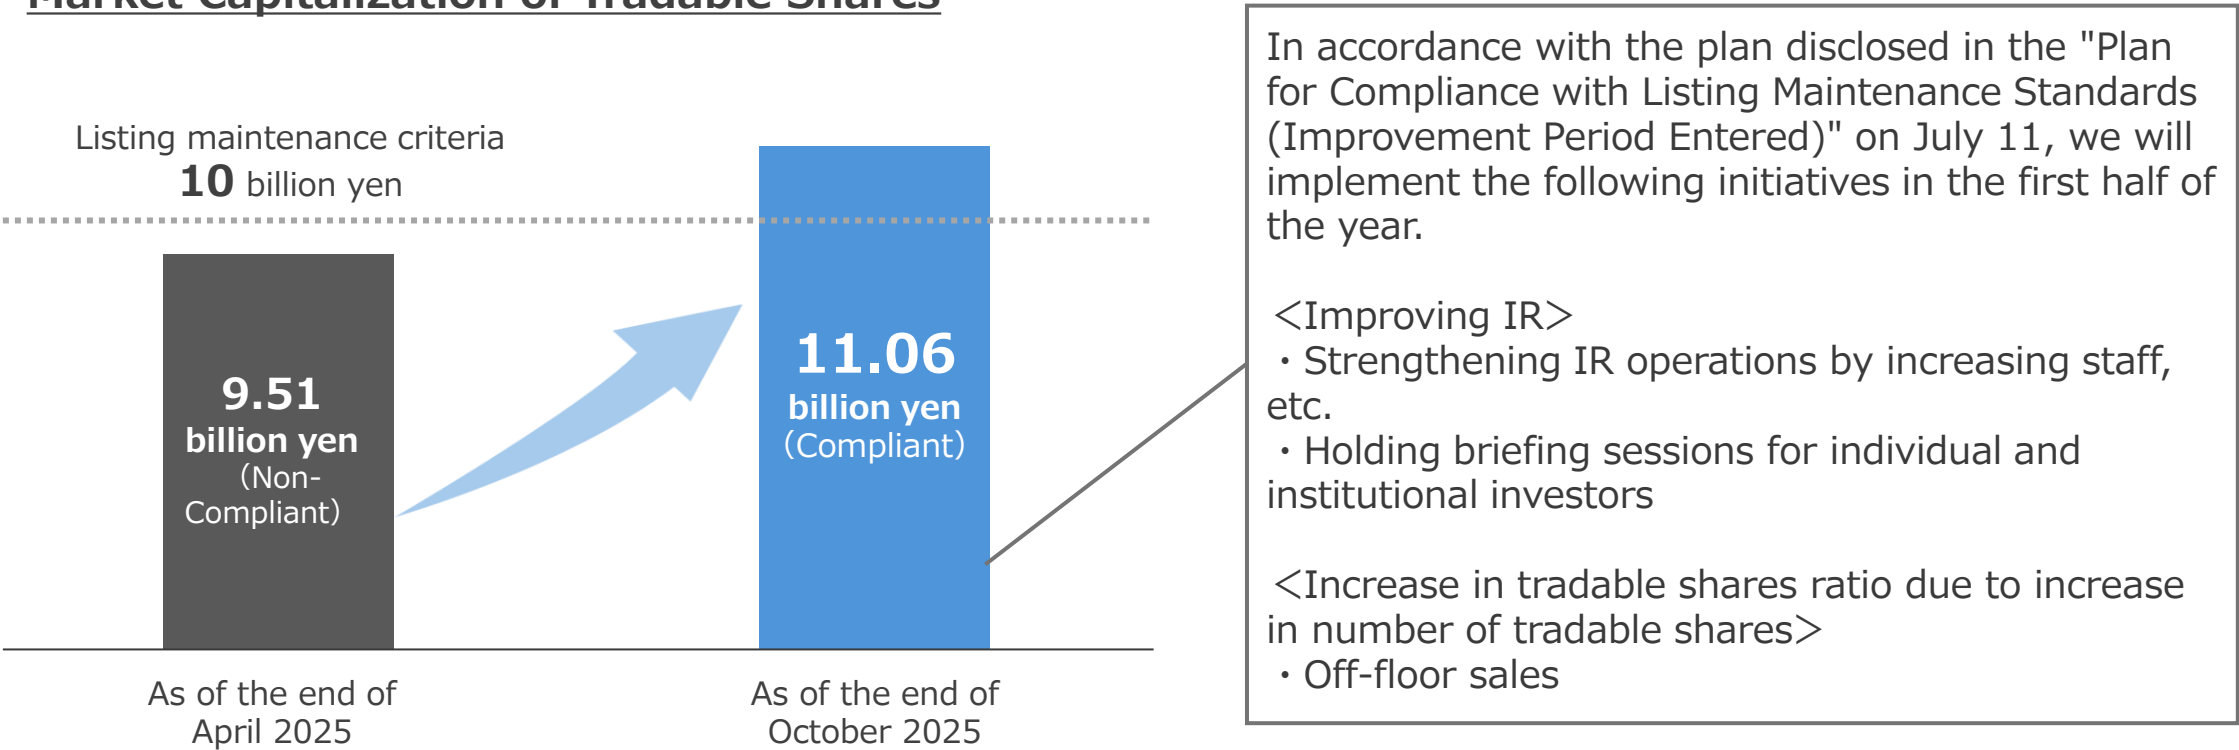 Market Capitalization of Tradable Shares
Listing maintenance criteria
10 billion yen
9.51
billion yen
（Non-
Compliant）
11.06
billion yen
（Compliant）
As of the end of
April 2025
As of the end of
October 2025
In accordance with the plan disclosed in the "Plan
for Compliance with Listing Maintenance Standards
(Improvement Period Entered)" on July 11, we will
implement the following initiatives in the first half of
the year.
＜Improving IR＞
・Strengthening IR operations by increasing staff,
etc.
・Holding briefing sessions for individual and
institutional investors
＜Increase in tradable shares ratio due to increase
in number of tradable shares＞
・Off-floor sales